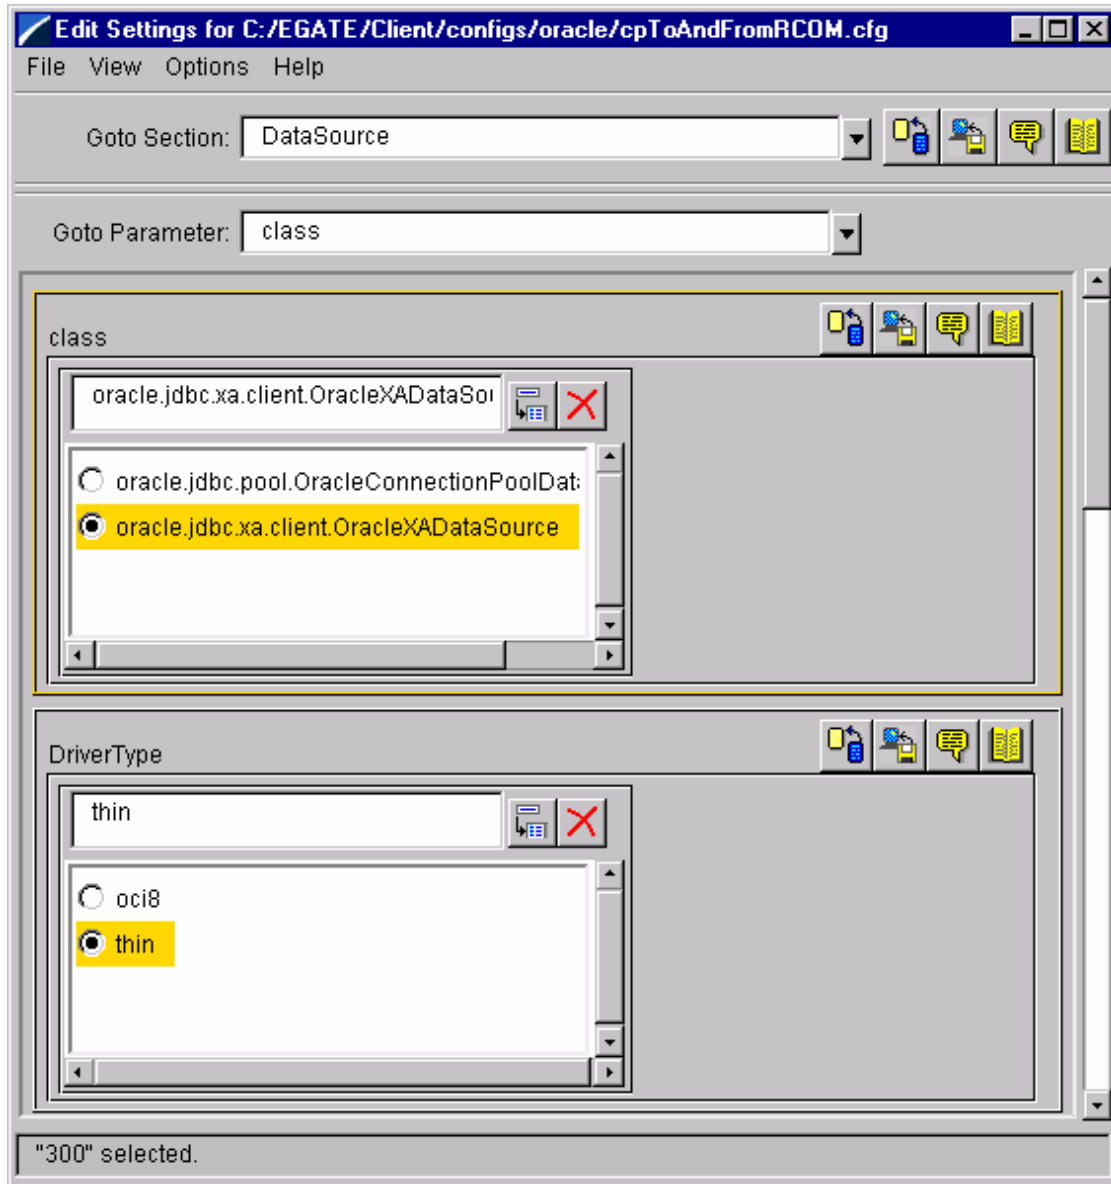 Edit Settings for C:/EGATE/Client/configs/oracle/cpToAndFromRCOM.cfg
File View Options Help
Goto Section: DataSource
Goto Parameter: class
class
oracle.jdbc.xa.client.OracleXADataSou
oracle.jdbc.pool.OracleConnectionPoolData
oracle.jdbc.xa.client.OracleXADataSource
DriverType
thin
oci8
thin
"300" selected.